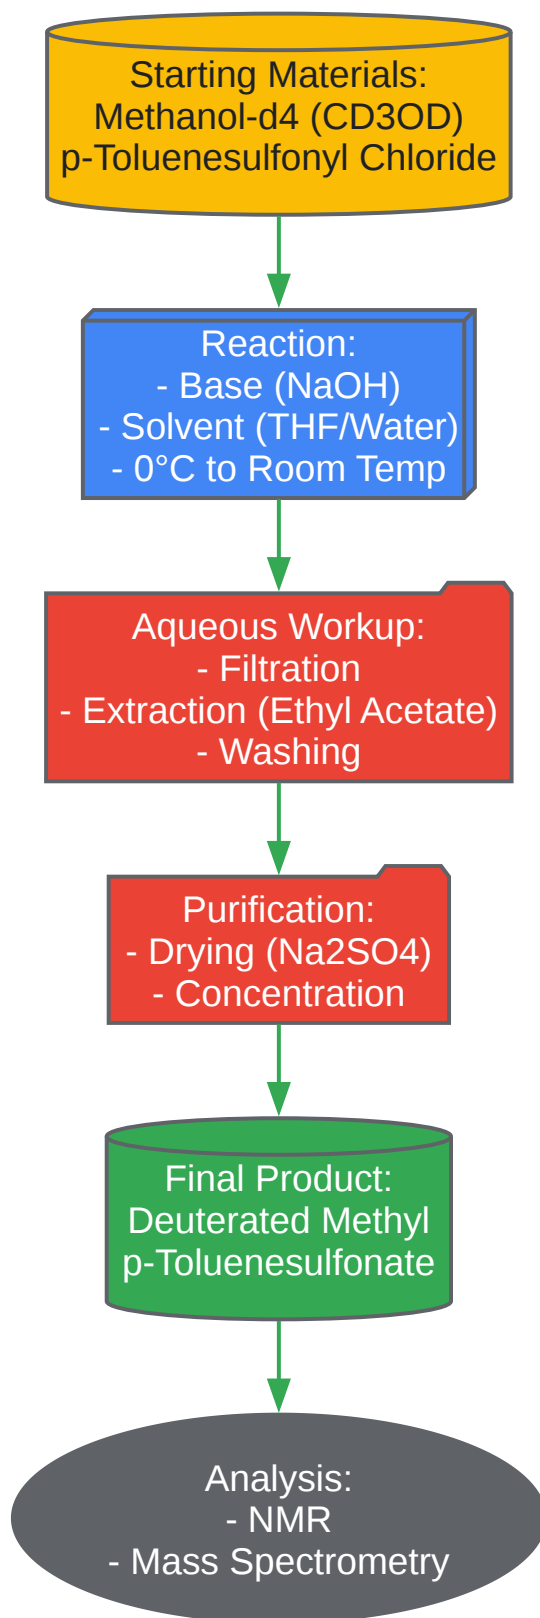 Starting Materials:
Methanol-d4 (CD3OD)
p-Toluenesulfonyl Chloride
Reaction:
- Base (NaOH)
- Solvent (THF/Water)
- 0°C to Room Temp
Aqueous Workup:
- Filtration
- Extraction (Ethyl Acetate)
- Washing
Purification:
- Drying (Na2SO4)
- Concentration
Final Product:
Deuterated Methyl
p-Toluenesulfonate
Analysis:
- NMR
- Mass Spectrometry